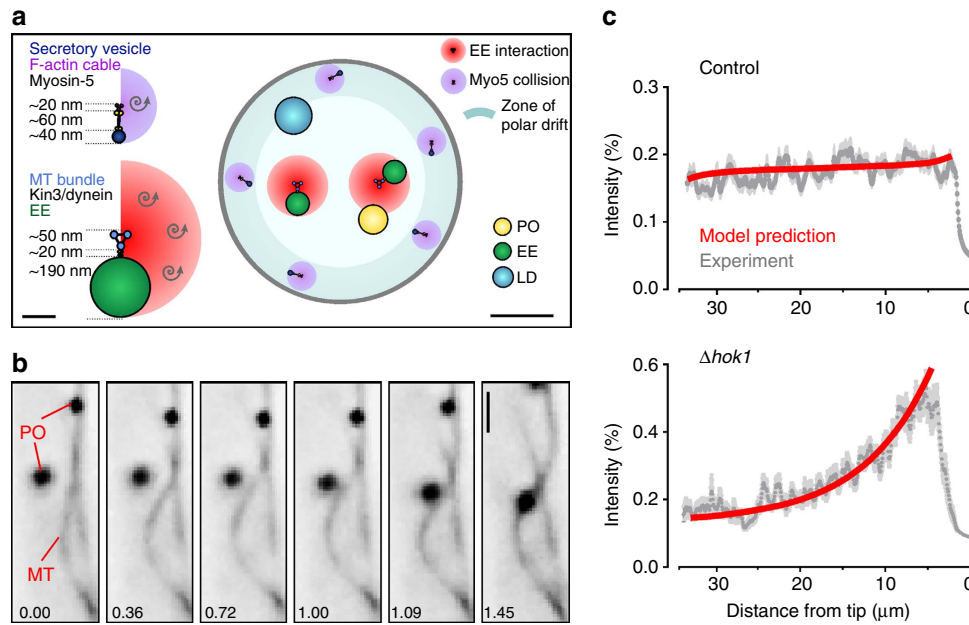 a
Secretory vesicle
F-actin cable
Myosin-5
~20 nm
~60 nm
~40 nm
MT bundle
Kin3/dynein
EE
~50 nm
~20 nm
~190 nm
EE interaction
Myo5 collision
Zone of
polar drift
PO
EE
LD
b
PO
MT
0.00
0.36
0.72
1.00
1.09
1.45
c
Control
Intensity (%)
0.3
0.2
0.1
0.0
Model prediction
Experiment
30
20
10
0
Δhok1
Intensity (%)
0.6
0.4
0.2
0.0
30
20
10
0
Distance from tip (μm)